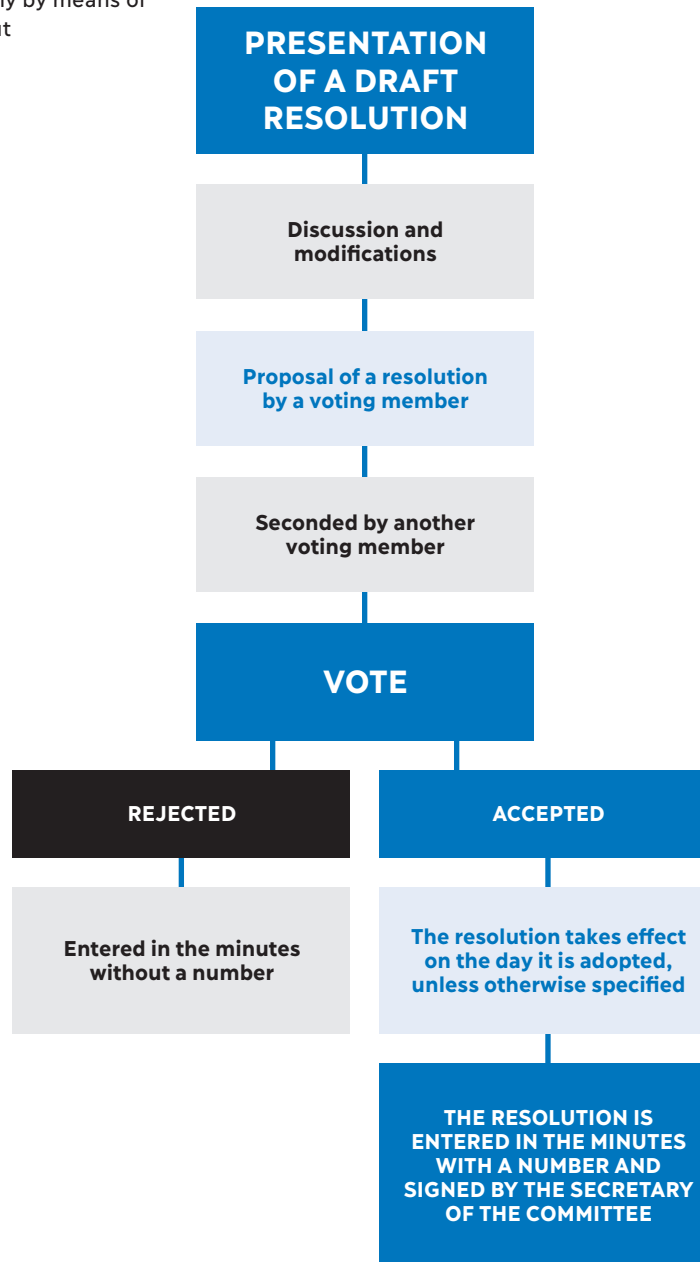 by means of
PRESENTATION
OF A DRAFT
RESOLUTION
Discussion and
modifications
Proposal of a resolution
by a voting member
Seconded by another
voting member
VOTE
REJECTED
ACCEPTED
Entered in the minutes
without a number
The resolution takes effect
on the day it is adopted,
unless otherwise specified
THE RESOLUTION IS
ENTERED IN THE MINUTES
WITH A NUMBER AND
SIGNED BY THE SECRETARY
OF THE COMMITTEE